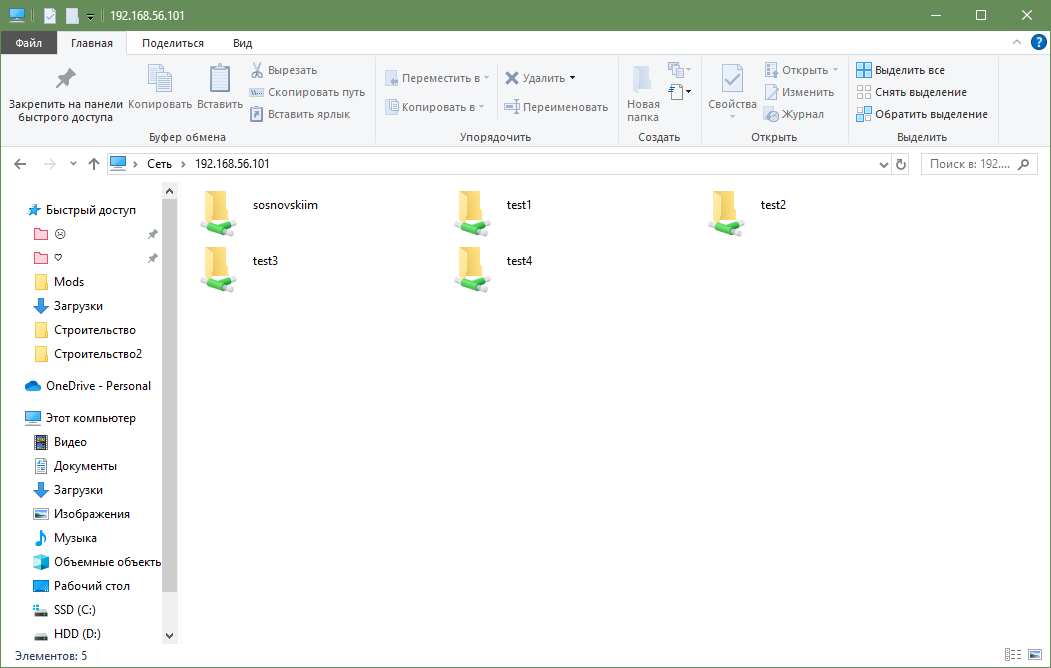 192.168.56.101
Файл Главная Поделиться Вид
Закрепить на панели
быстрого доступа
Копировать
Вставить
Вырезать
Скопировать путь
Вставить ярлык
Буфер обмена
Переместить в
Копировать в
Удалить
Переименовать
Упорядочить
Новая
папка
Создать
Свойства
Открыть
Изменить
Журнал
Открыть
Выделить все
Снять выделение
Обратить выделение
Выделить
Сеть > 192.168.56.101
Поиск в: 192....
Быстрый доступ
Mods
Загрузки
Строительство
Строительство2
OneDrive - Personal
Этот компьютер
Видео
Документы
Загрузки
Изображения
Музыка
Объемные объекть
Рабочий стол
SSD (C:)
HDD (D:)
sosnovskiim test1 test2
test3 test4
Элементов: 5